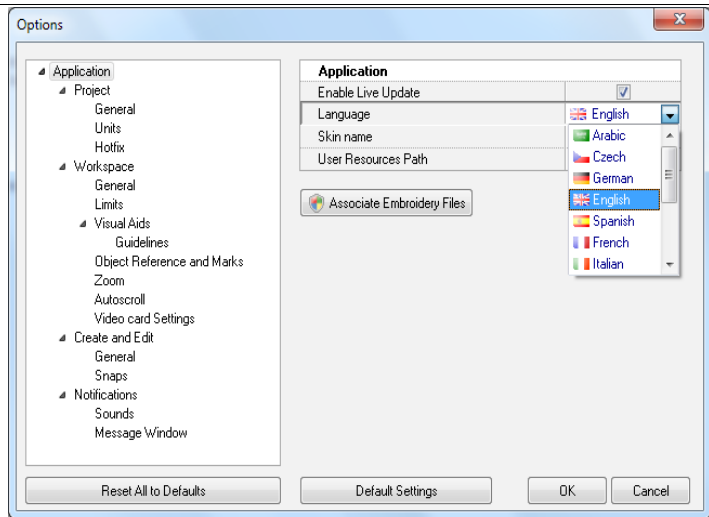 Options
Application
Project
General
Units
Hotfix
Workspace
General
Limits
Visual Aids
Guidelines
Object Reference and Marks
Zoom
Autoscroll
Video card Settings
Create and Edit
General
Snaps
Notifications
Sounds
Message Window
Application
Enable Live Update
Language English
Skin name
User Resources Path
Arabic
Czech
German
English
Spanish
French
Italian
Associate Embroidery Files
Reset All to Defaults
Default Settings
OK
Cancel